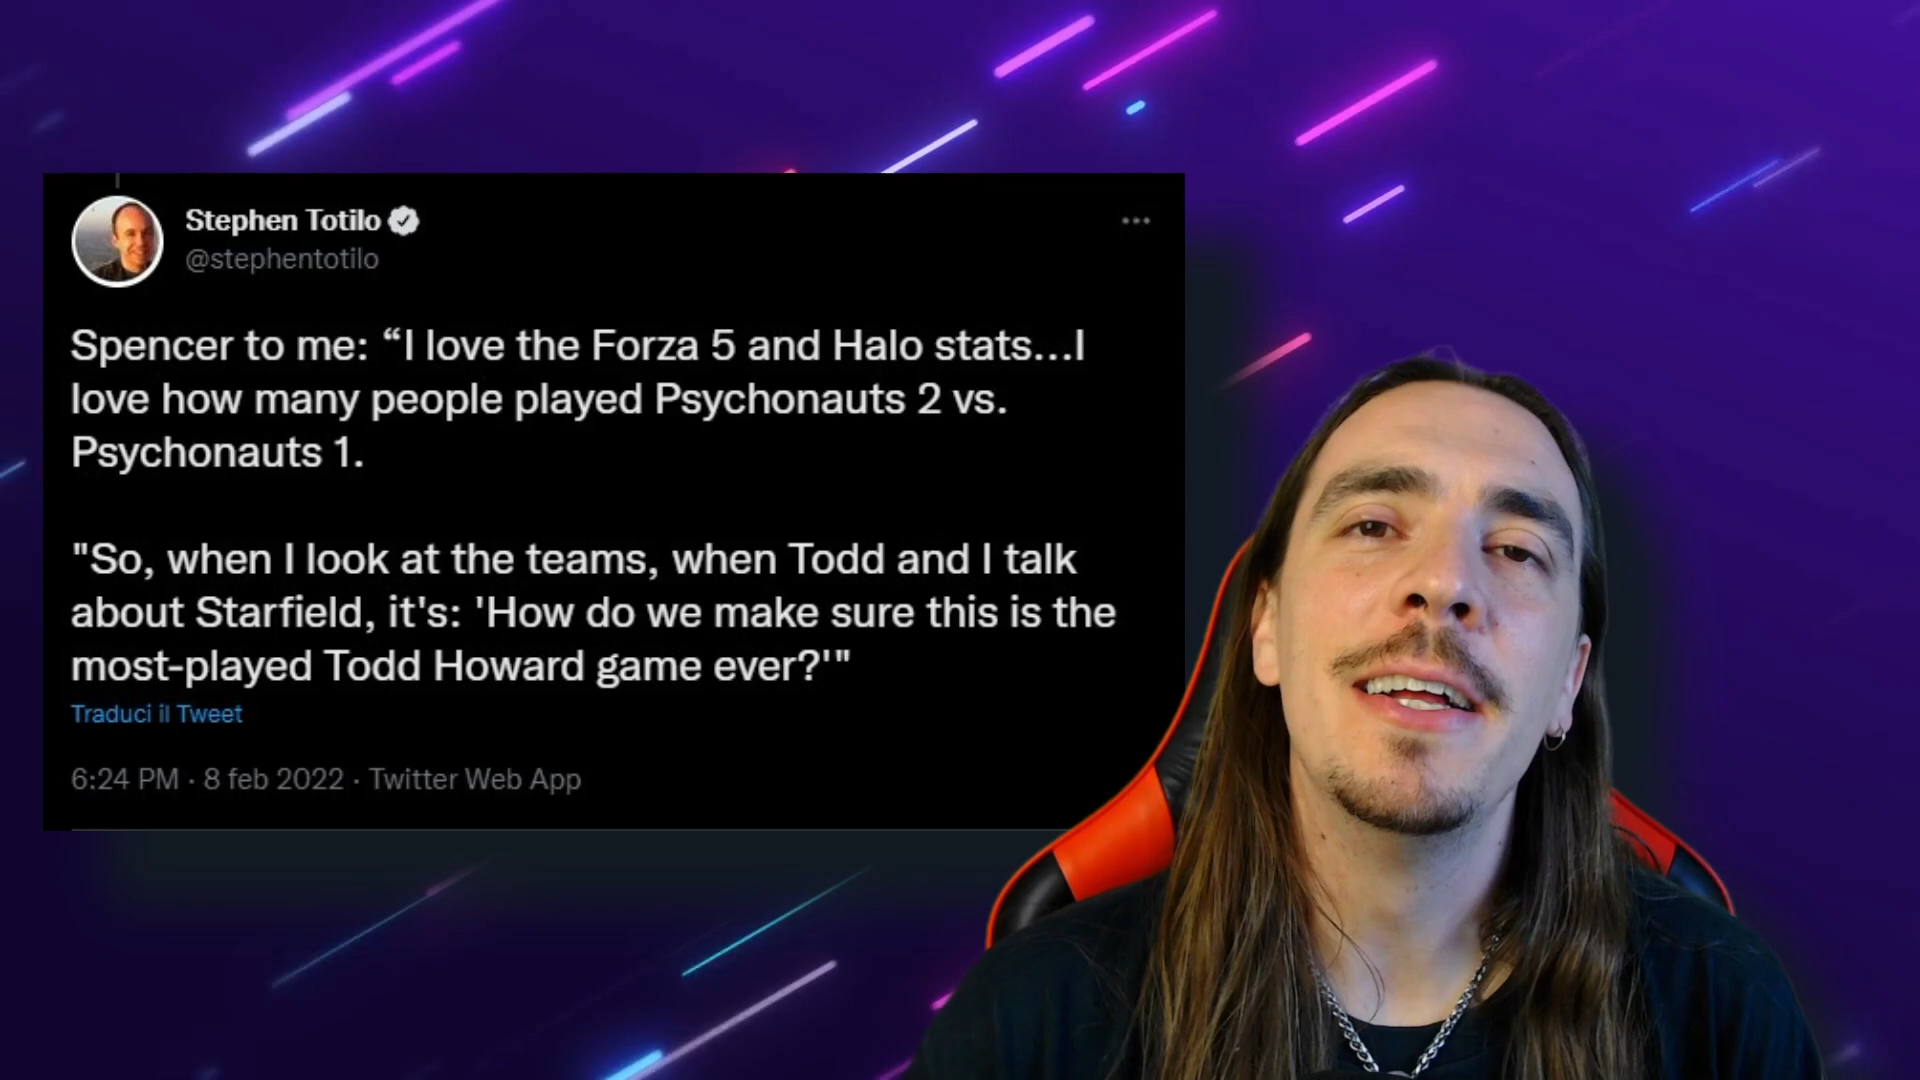 Stephen Totilo
@stephentotilo
Spencer to me: “I love the Forza 5 and Halo stats...I
love how many people played Psychonauts 2 vs.
Psychonauts 1.
"So, when I look at the teams, when Todd and I talk
about Starfield, it's: 'How do we make sure this is the
most-played Todd Howard game ever?'"
Traduci il Tweet
6:24 PM · 8 feb 2022 · Twitter Web App